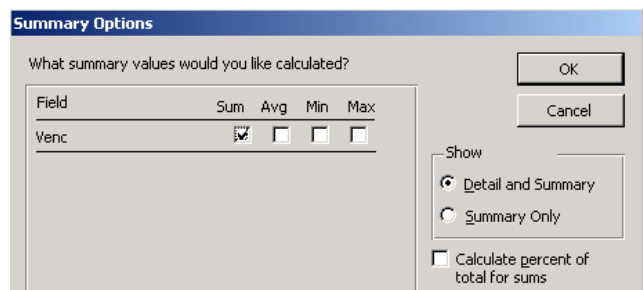 Summary Options
What summary values would you like calculated?
Field Sum Avg Min Max
Venc
OK
Cancel
Show
Detail and Summary
Summary Only
Calculate percent of
total for sums